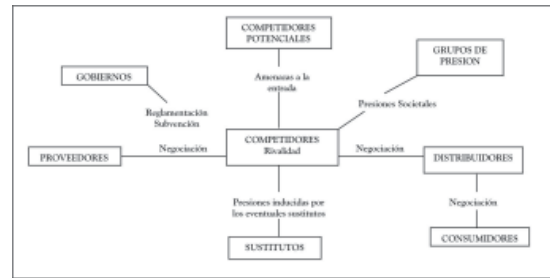 COMPETIDORES
POTENCIALES
GRUPOS DE
PRESION
GOBIERNOS
Amenazas a la
entrada
Presiones Societales
Reglamentación
Subvención
COMPETIDORES
Rivalidad
PROVEEDORES
Negociación
Negociación
DISTRIBUIDORES
Presiones inducidas por
los eventuales sustitutos
Negociación
SUSTITUTOS
CONSUMIDORES